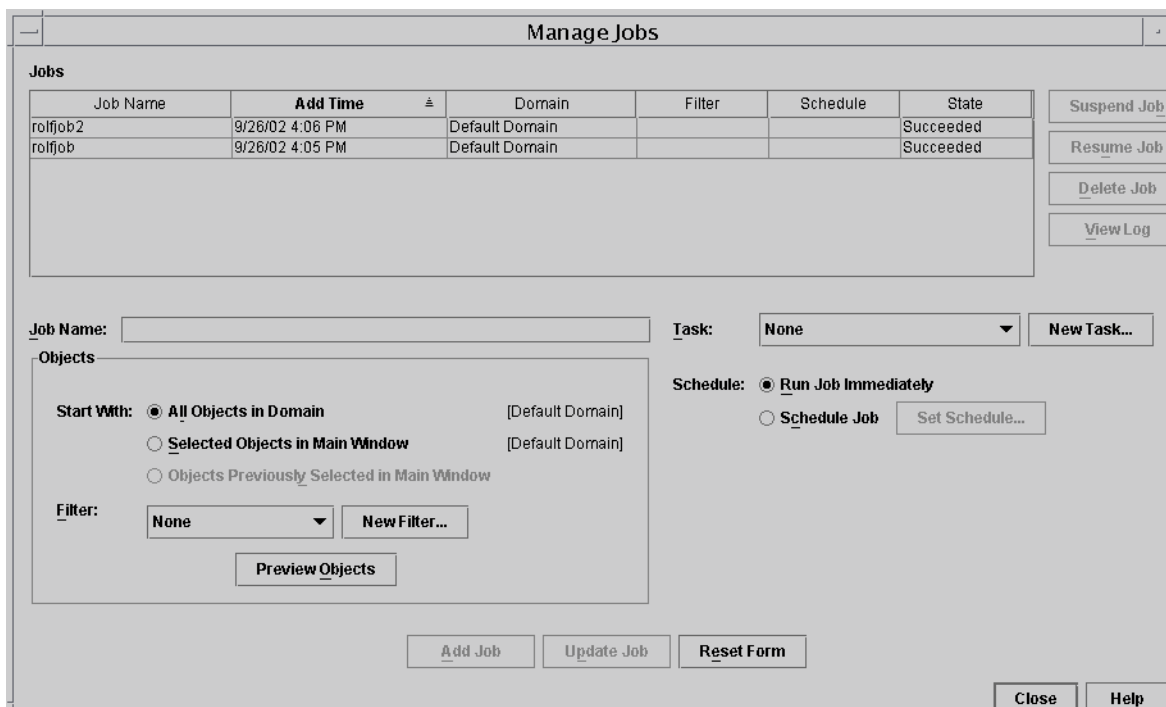 Manage Jobs
Jobs
Job Name Add Time Domain Filter Schedule State
rolfjob2 9/26/02 4:06 PM Default Domain Succeeded
rolfjob 9/26/02 4:05 PM Default Domain Succeeded
Suspend Job
Resume Job
Delete Job
View Log
Job Name:
Task: None New Task...
Objects
Schedule: Run Job Immediately
Schedule Job Set Schedule...
Start With: All Objects in Domain [Default Domain]
Selected Objects in Main Window [Default Domain]
Objects Previously Selected in Main Window
Filter: None New Filter...
Preview Objects
Add Job Update Job Reset Form
Close Help